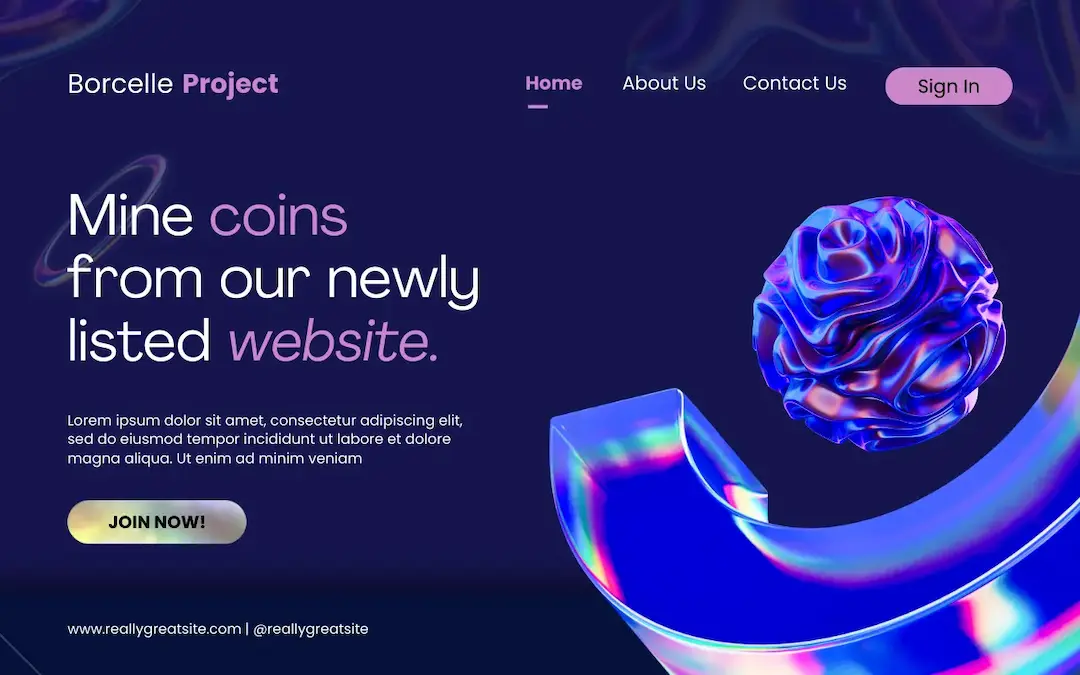 Borcelle Project
Home
About Us
Contact Us
Sign In
Mine coins
from our newly
listed website.
Lorem ipsum dolor sit amet, consectetur adipiscing elit,
sed do eiusmod tempor incididunt ut labore et dolore
magna aliqua. Ut enim ad minim veniam
JOIN NOW!
www.reallygreatsite.com | @reallygreatsite